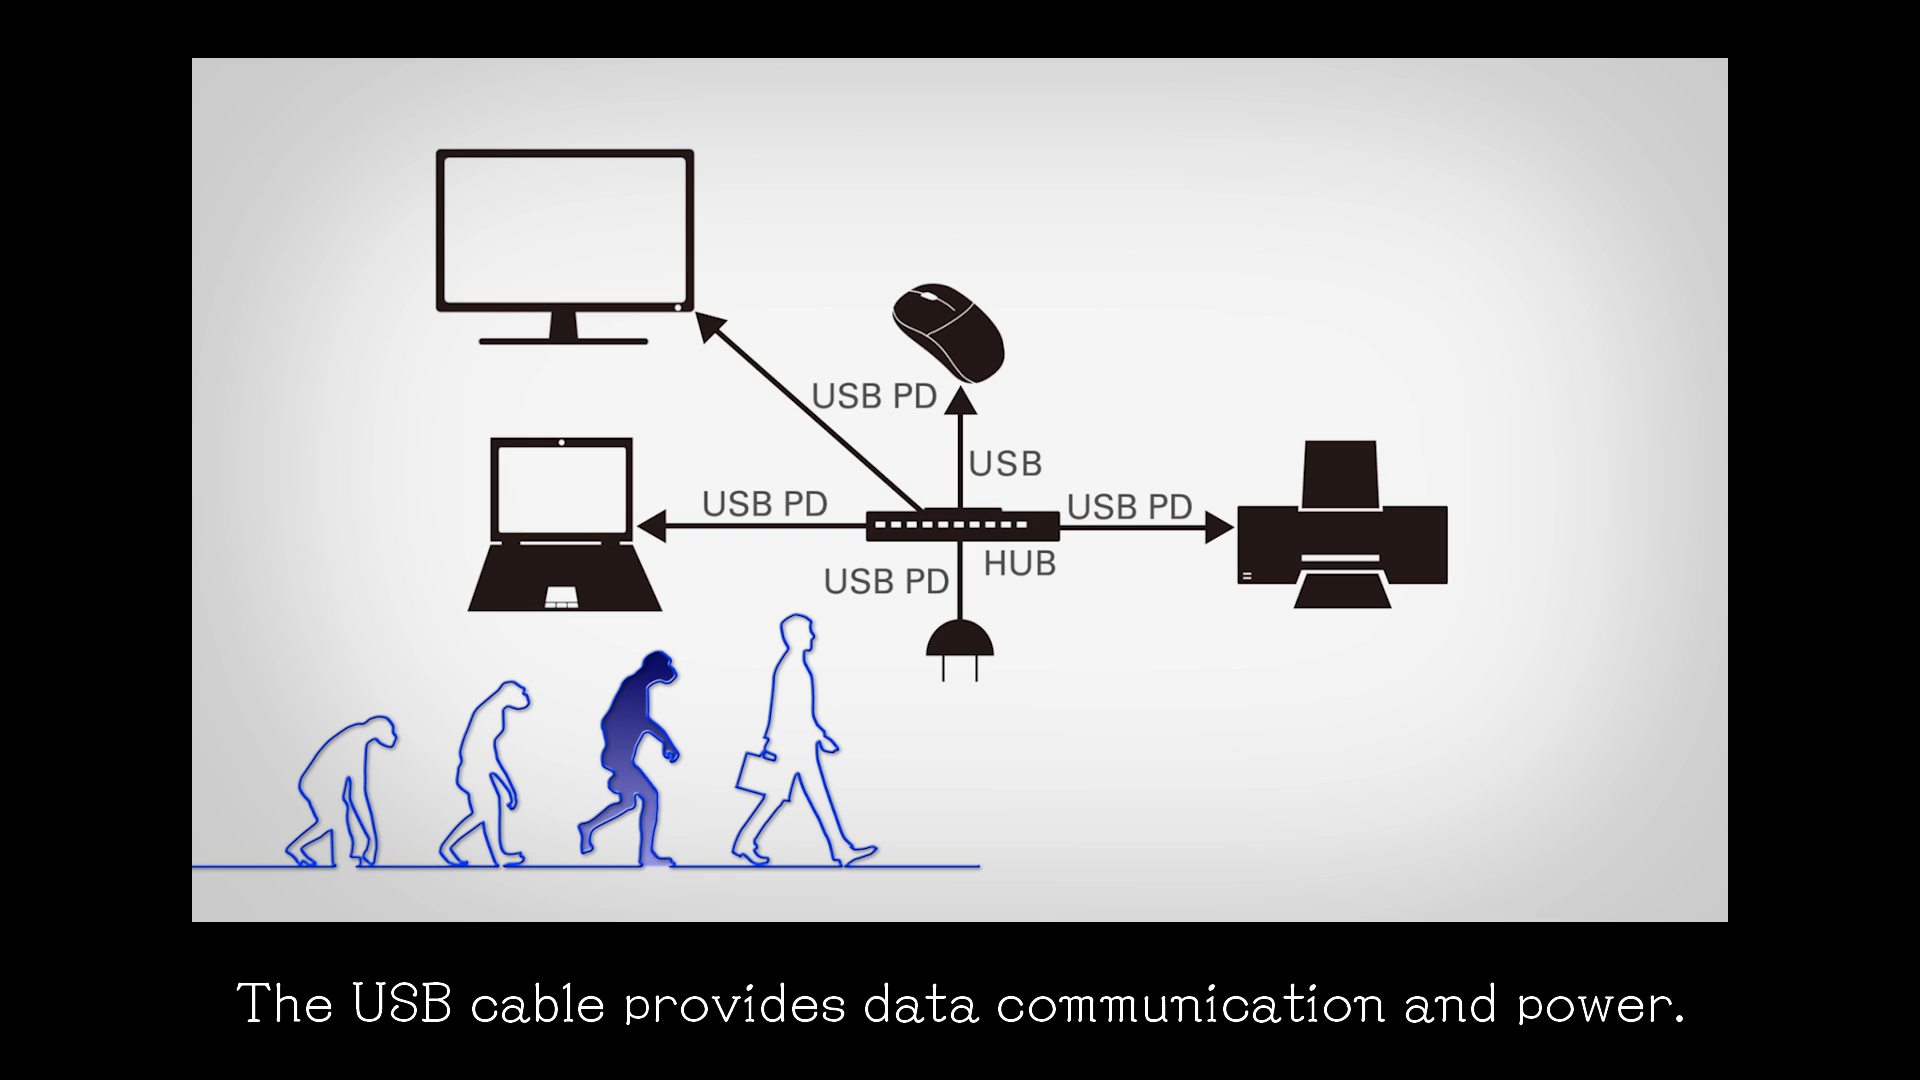 USB PD
USB
USB PD
USB PD
HUB
USB PD
The USB cable provides data communication and power.